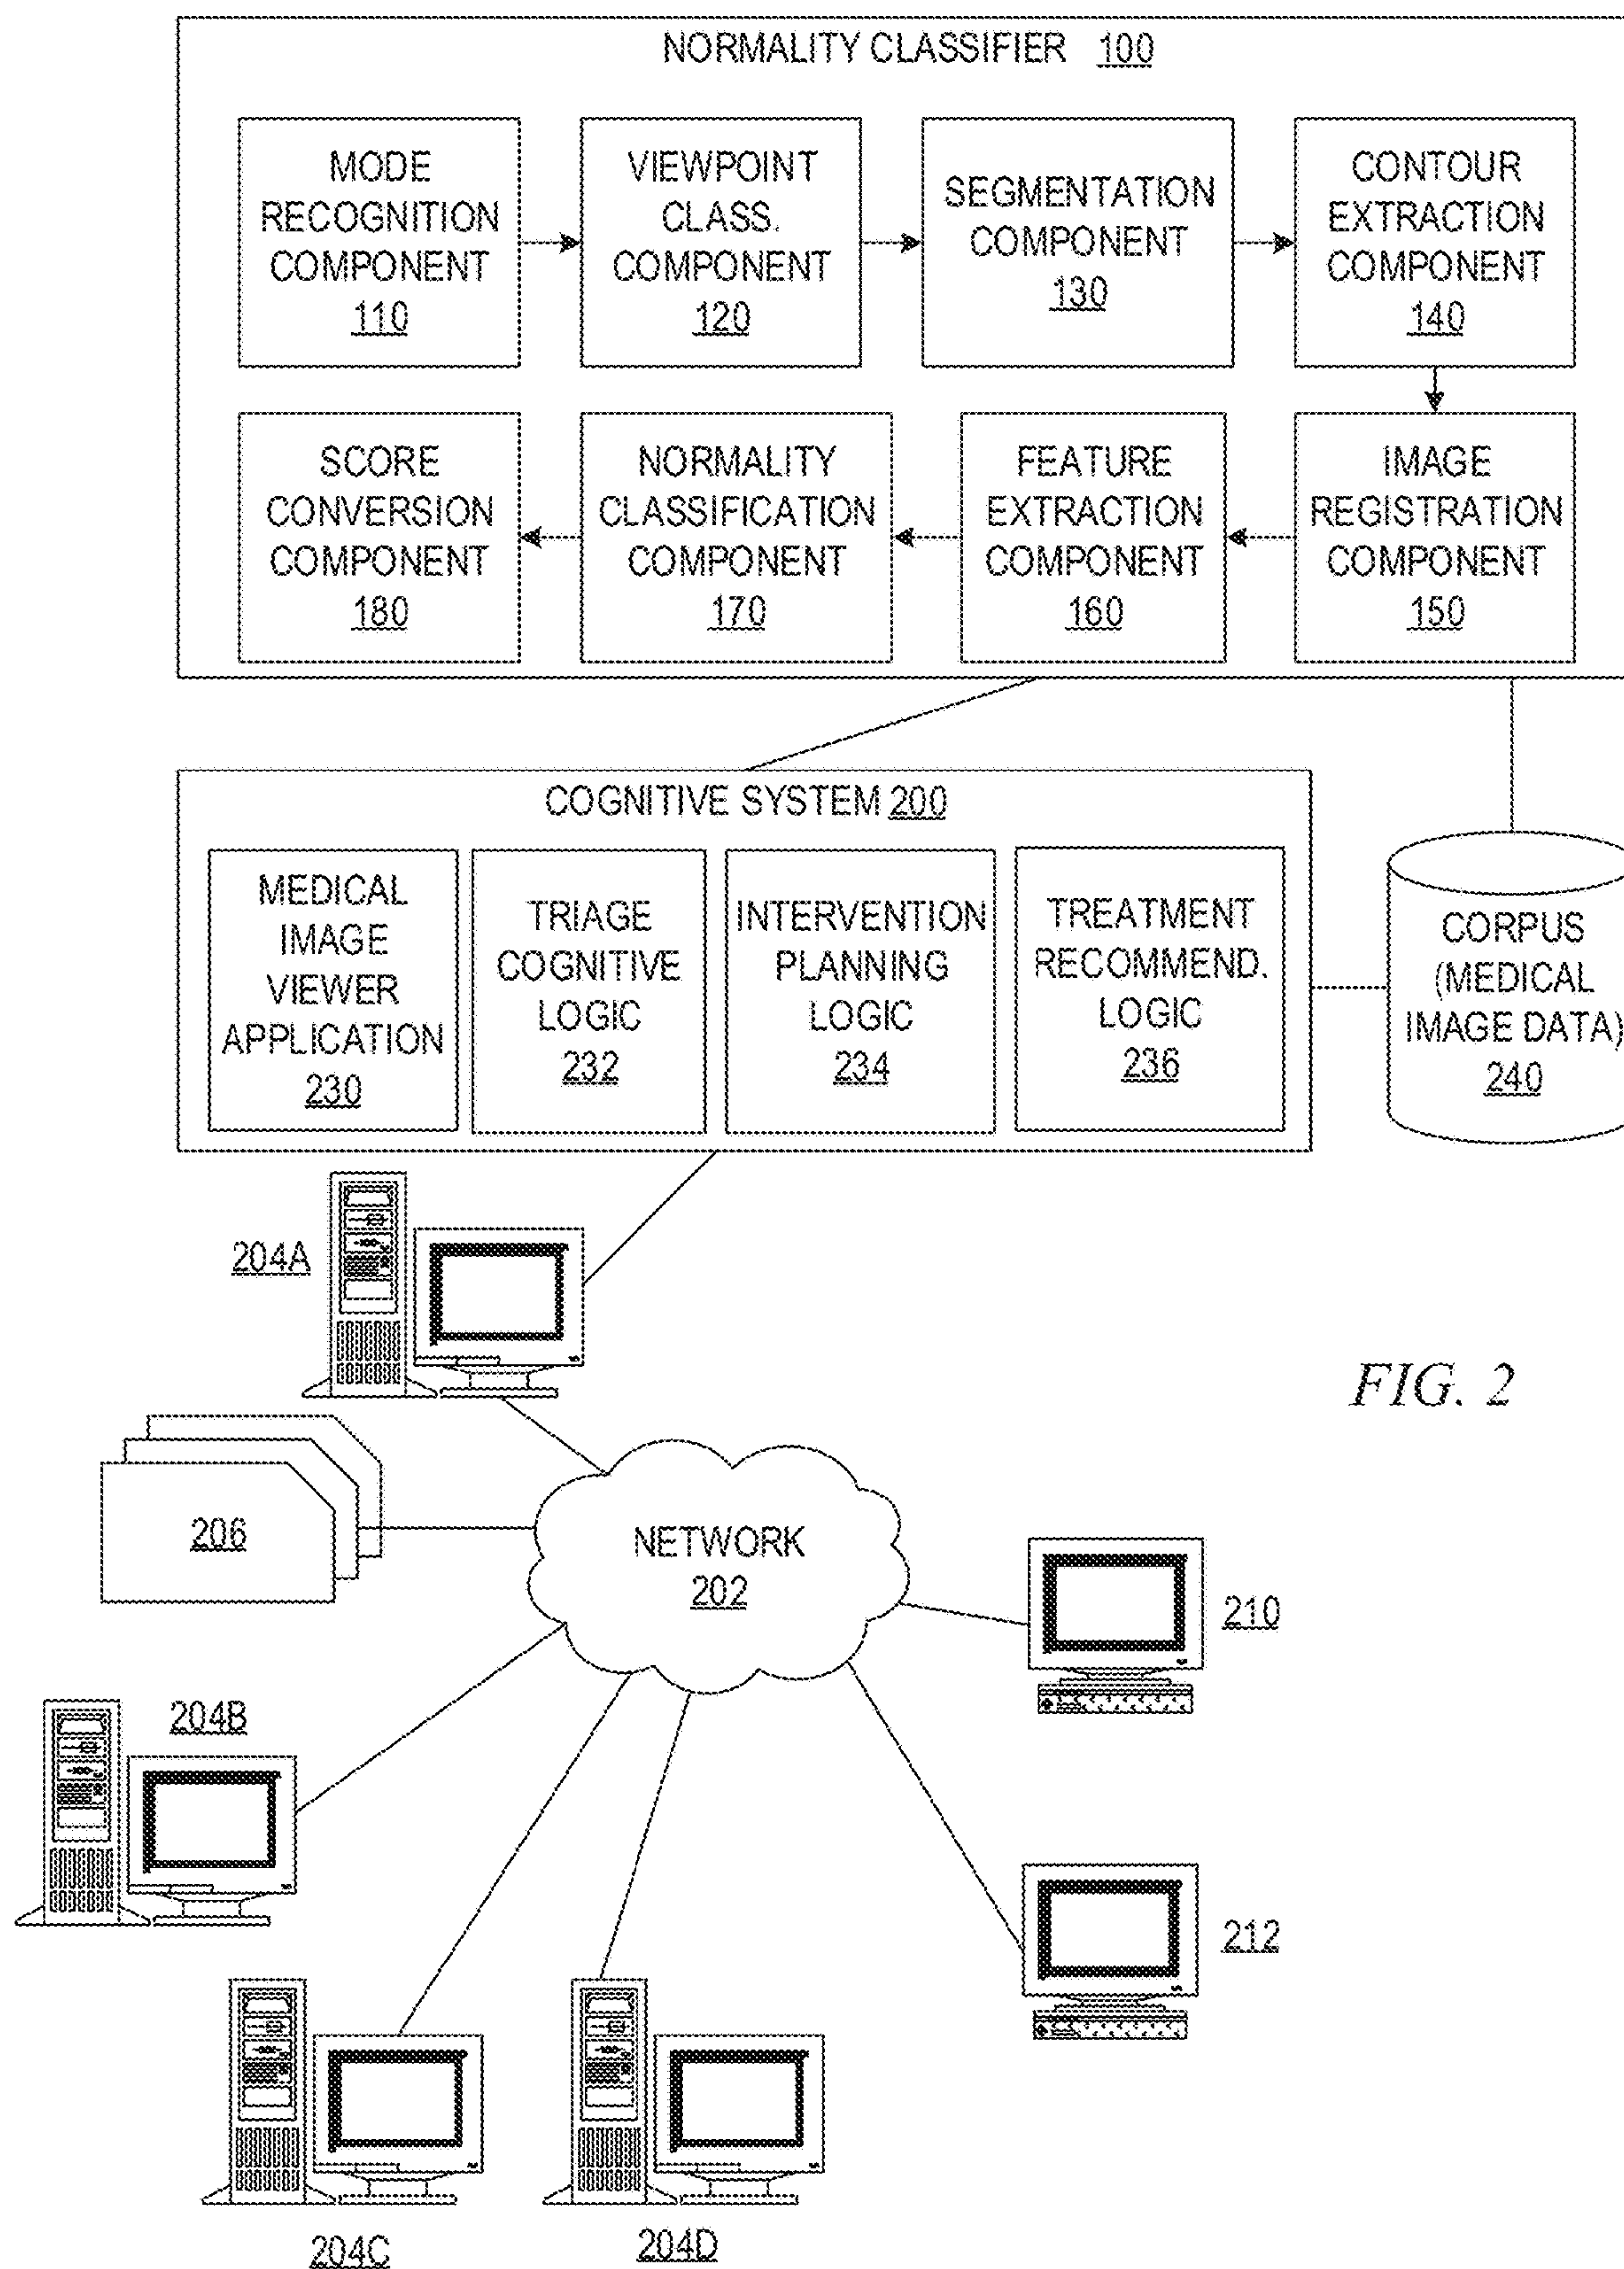 NORMALITY CLASSIFIER 100
MODE
RECOGNITION
COMPONENT
110
VIEWPOINT
CLASS.
COMPONENT
120
SEGMENTATION
COMPONENT
130
CONTOUR
EXTRACTION
COMPONENT
140
SCORE
CONVERSION
COMPONENT
180
NORMALITY
CLASSIFICATION
COMPONENT
170
FEATURE
EXTRACTION
COMPONENT
160
IMAGE
REGISTRATION
COMPONENT
150
COGNITIVE SYSTEM 200
MEDICAL
IMAGE
VIEWER
APPLICATION
230
TRIAGE
COGNITIVE
LOGIC
232
INTERVENTION
PLANNING
LOGIC
234
TREATMENT
RECOMMEND.
LOGIC
236
CORPUS
(MEDICAL
IMAGE DATA)
240
204A
FIG. 2
206
NETWORK
202
210
204B
212
204C
204D